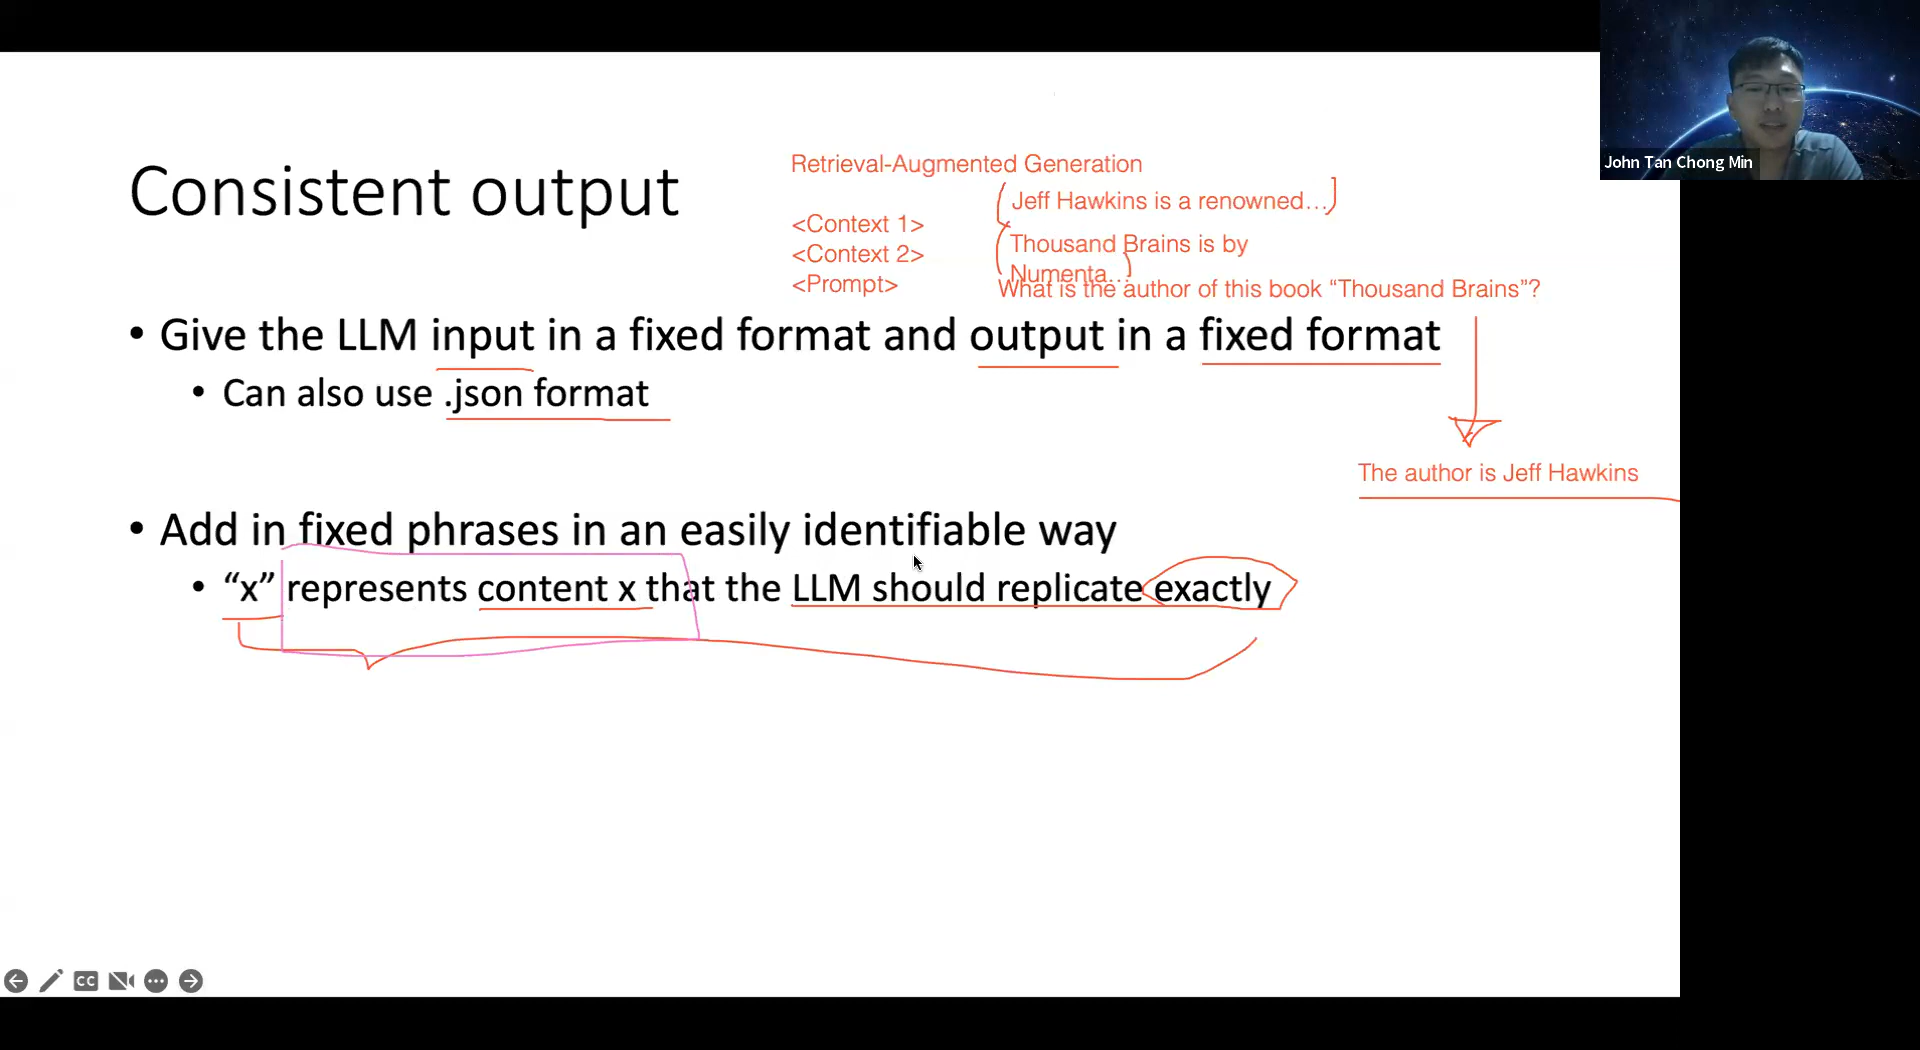 John Tan Chong Min
Consistent output
Retrieval-Augmented Generation
<Context 1>
<Context 2>
<Prompt>
Jeff Hawkins is a renowned...
Thousand Brains is by
Numenta...
What is the author of this book “Thousand Brains”?
• Give the LLM input in a fixed format and output in a fixed format
• Can also use .json format
The author is Jeff Hawkins
• Add in fixed phrases in an easily identifiable way
• “x” represents content x that the LLM should replicate exactly
CC